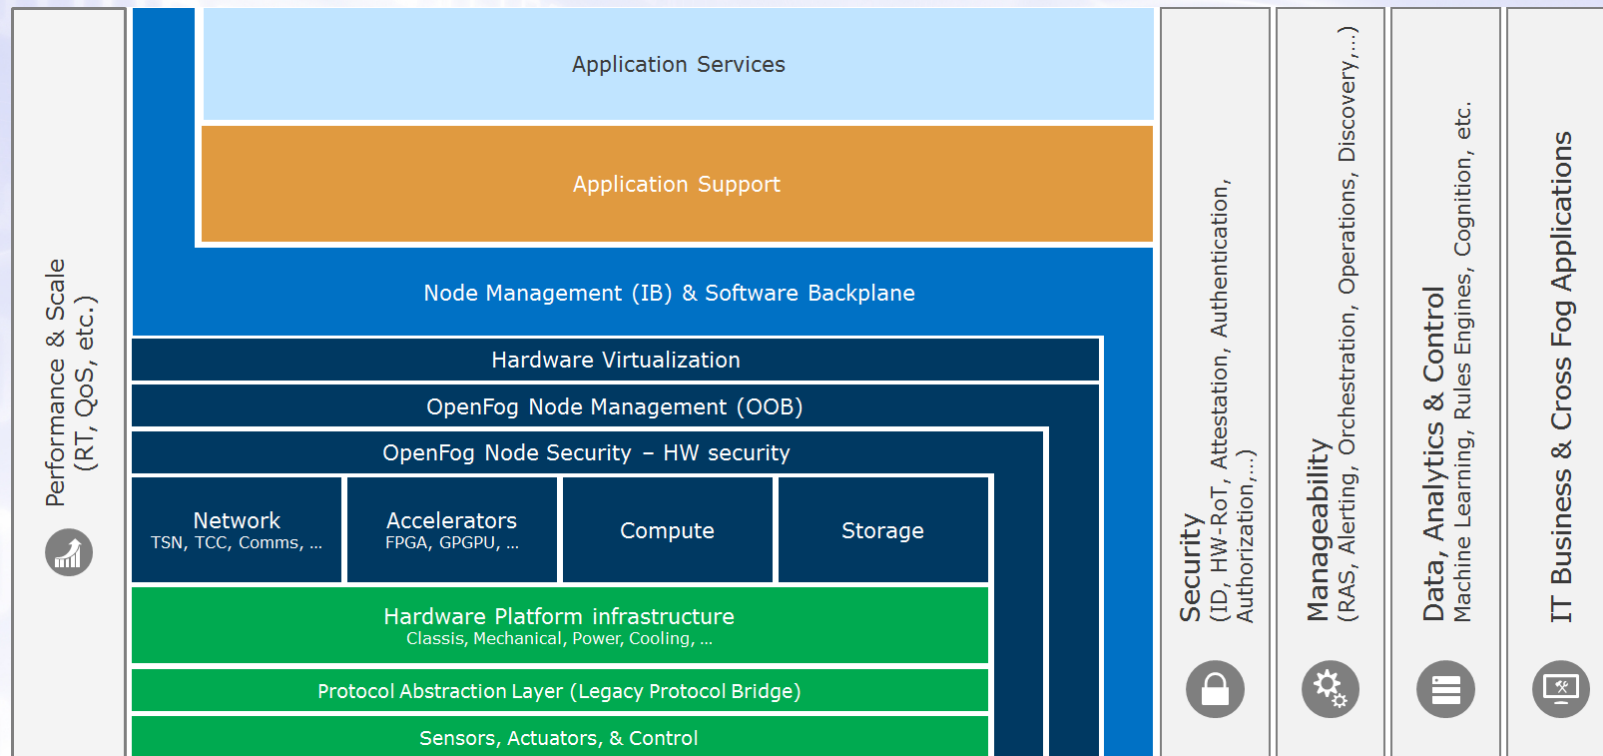 Performance & Scale
(RT, QoS, etc.)
Application Services
Application Support
Node Management (IB) & Software Backplane
Hardware Virtualization
OpenFog Node Management (OOB)
OpenFog Node Security – HW security
Network
TSN, TCC, Comms, ...
Accelerators
FPGA, GPGPU, ...
Compute
Storage
Hardware Platform infrastructure
Classis, Mechanical, Power, Cooling, ...
Protocol Abstraction Layer (Legacy Protocol Bridge)
Sensors, Actuators, & Control
Security
(ID, HW-RoT, Attestation, Authentication,
Authorization,...)
Manageability
(RAS, Alerting, Orchestration, Operations, Discovery,...)
Data, Analytics & Control
Machine Learning, Rules Engines, Cognition, etc.
IT Business & Cross Fog Applications